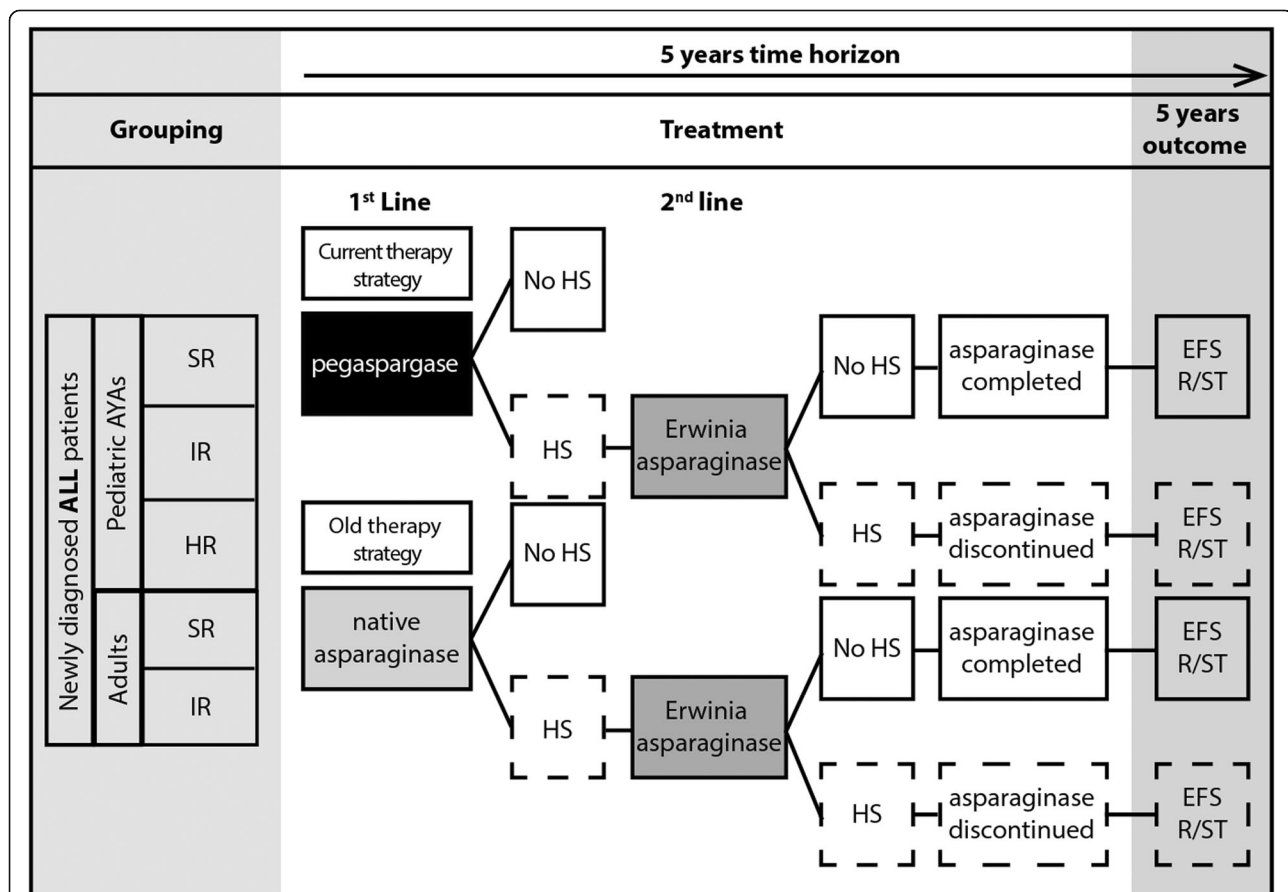 5 years time horizon
Grouping
Treatment
5 years
outcome
1st Line
2nd line
Current therapy
strategy
pegaspargase
No HS
HS
Erwinia
asparaginase
No HS
asparaginase
completed
EFS
R/ST
HS
asparaginase
discontinued
EFS
R/ST
Old therapy
strategy
native
asparaginase
No HS
HS
Erwinia
asparaginase
No HS
asparaginase
completed
EFS
R/ST
HS
asparaginase
discontinued
EFS
R/ST
Newly diagnosed ALL patients
Pediatric AYAs
SR
IR
HR
Adults
SR
IR